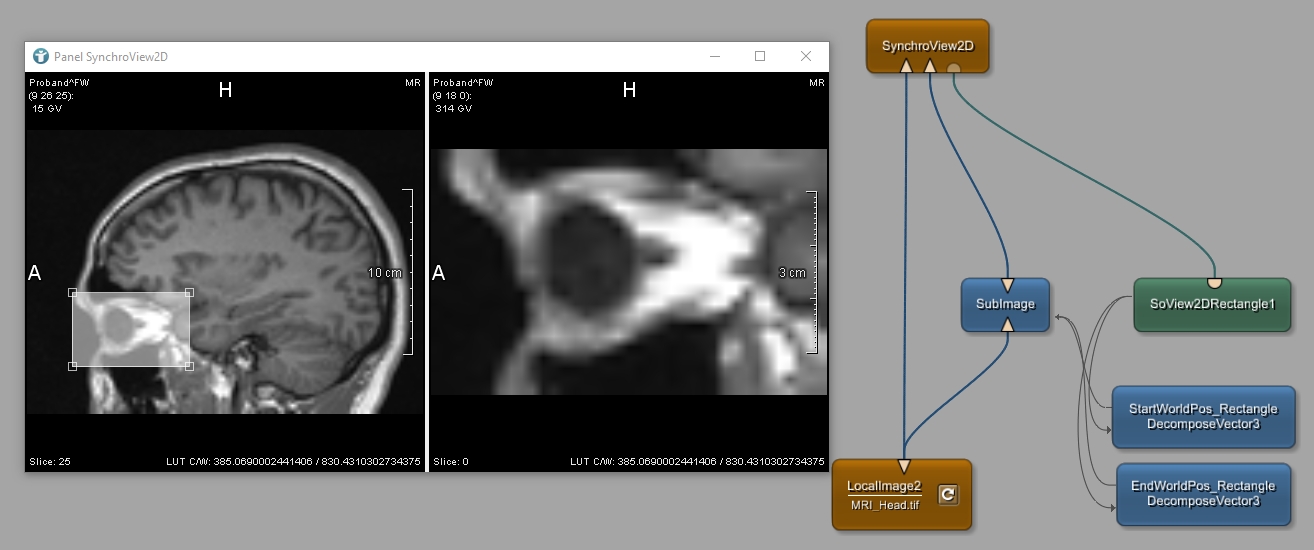 Panel SynchroView2D
Proband^FW
(9 26 25):
15 GV
H
MR
A
10 cm
Slice: 25
LUT C/W: 385.0690002441406 / 830.4310302734375
Proband^FW
(9 18 0):
314 GV
H
MR
A
3 cm
Slice: 0
LUT C/W: 385.0690002441406 / 830.4310302734375
SynchroView2D
SubImage
SoView2DRectangle1
StartWorldPos_Rectangle
DecomposeVector3
EndWorldPos_Rectangle
DecomposeVector3
LocalImage2
MRI_Head.tif